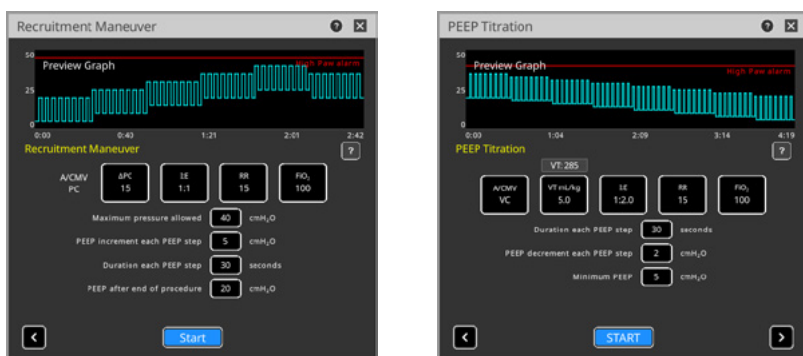 Recruitment Maneuver
?
50
Preview Graph
High Paw alarm
25
0
0:00 0:40 1:21 2:01 2:42
Recruitment Maneuver
?
A/CMV
PC
ΔPC
15
I:E
1:1
RR
15
FiO₂
100
Maximum pressure allowed 40 cmH₂O
PEEP increment each PEEP step 5 cmH₂O
Duration each PEEP step 30 seconds
PEEP after end of procedure 20 cmH₂O
<
Start
PEEP Titration
?
50
Preview Graph
High Paw alarm
25
0
0:00 1:04 2:09 3:14 4:19
PEEP Titration
?
VT: 285
A/CMV
VC
VT mL/kg
5.0
I:E
1:2.0
RR
15
FiO₂
100
Duration each PEEP step 30 seconds
PEEP decrement each PEEP step 2 cmH₂O
Minimum PEEP 5 cmH₂O
<
START
>